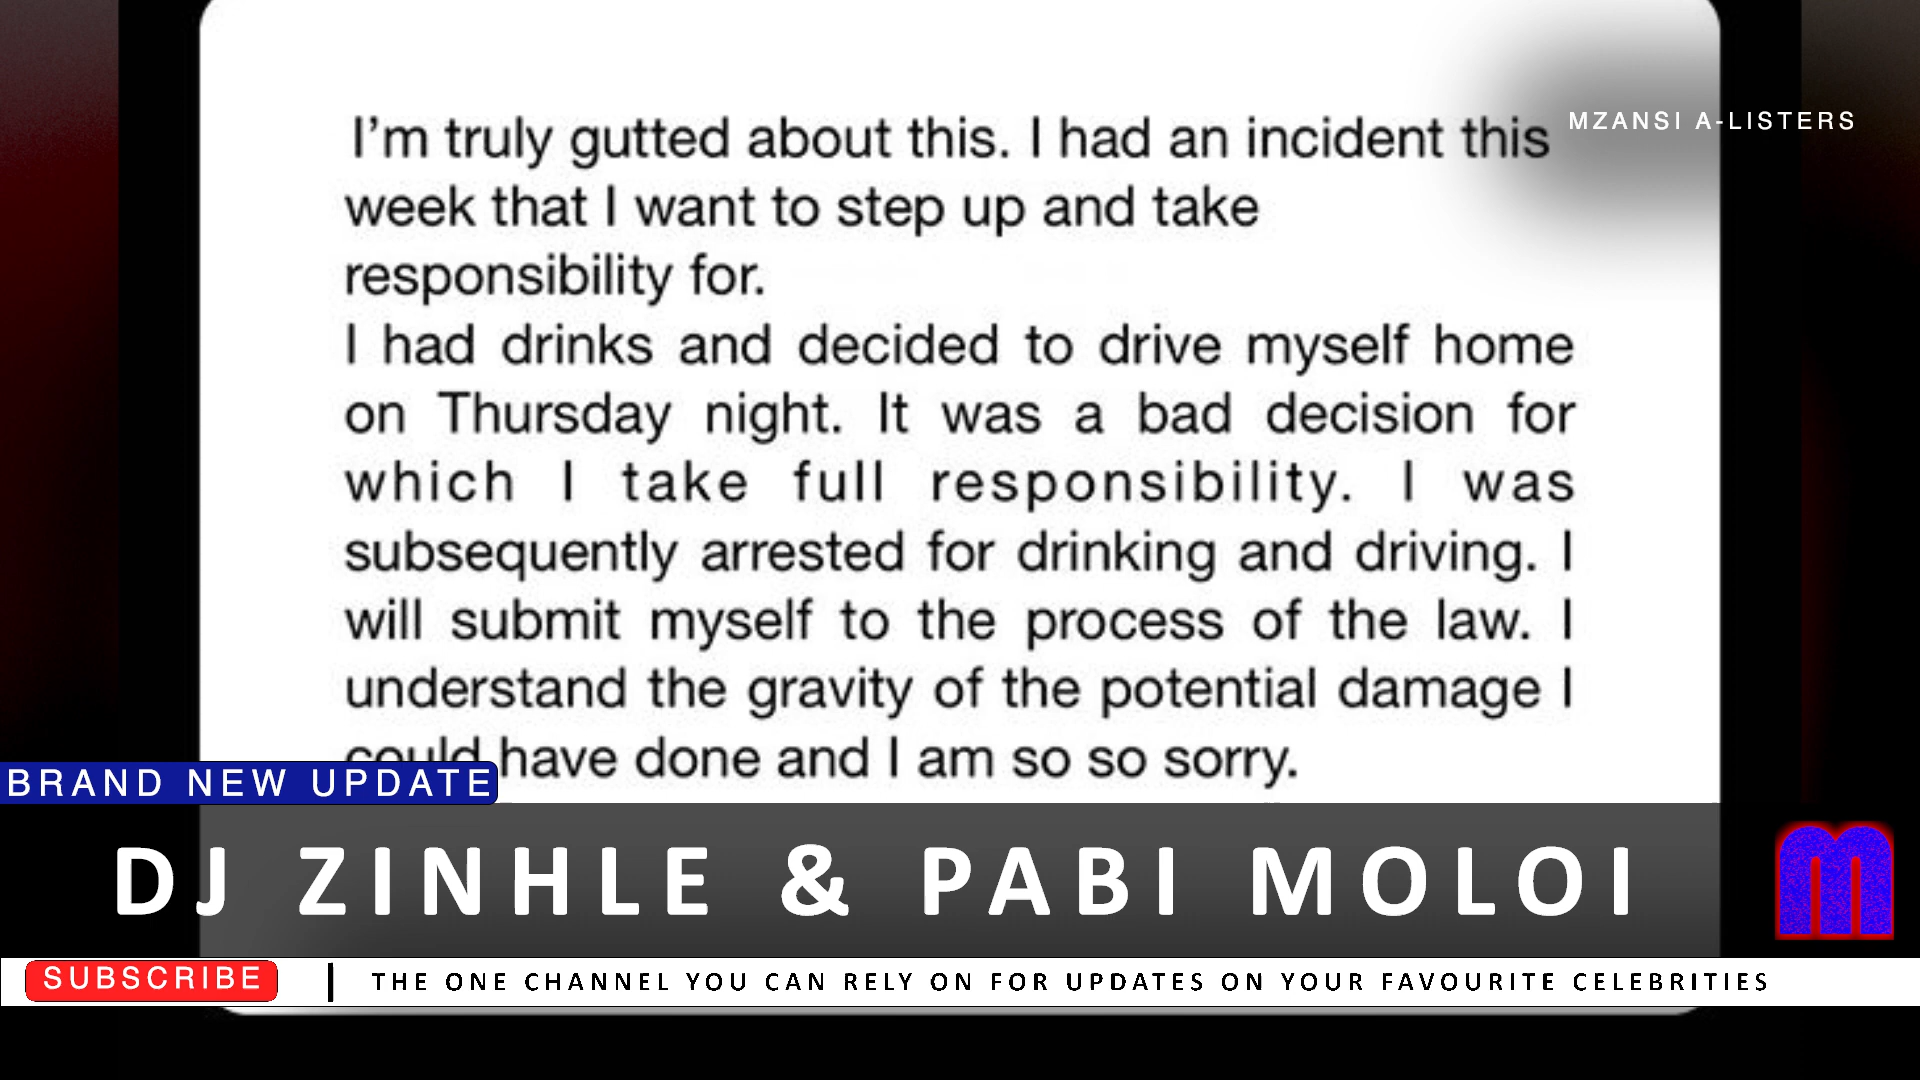 MZANSI A-LISTERS
I'm truly gutted about this. I had an incident this
week that I want to step up and take
responsibility for.
I had drinks and decided to drive myself home
on Thursday night. It was a bad decision for
which I take full responsibility. I was
subsequently arrested for drinking and driving. I
will submit myself to the process of the law. I
understand the gravity of the potential damage I
could have done and I am so so sorry.
BRAND NEW UPDATE
DJ ZINHLE & PABI MOLOI
m
SUBSCRIBE | THE ONE CHANNEL YOU CAN RELY ON FOR UPDATES ON YOUR FAVOURITE CELEBRITIES